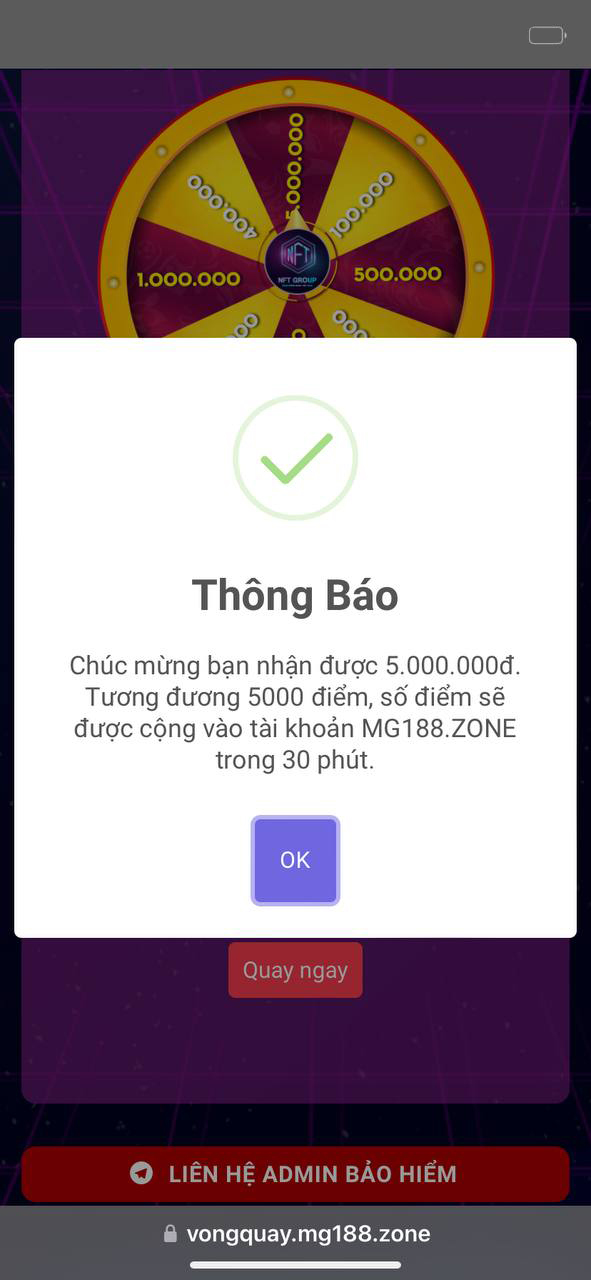 5.000.000
400.000
100.000
1.000.000
500.000
NFT
NFT GROUP
Thông Báo
Chúc mừng bạn nhận được 5.000.000đ.
Tương đương 5000 điểm, số điểm sẽ
được cộng vào tài khoản MG188.ZONE
trong 30 phút.
OK
Quay ngay
LIÊN HỆ ADMIN BẢO HIỂM
vongquay.mg188.zone